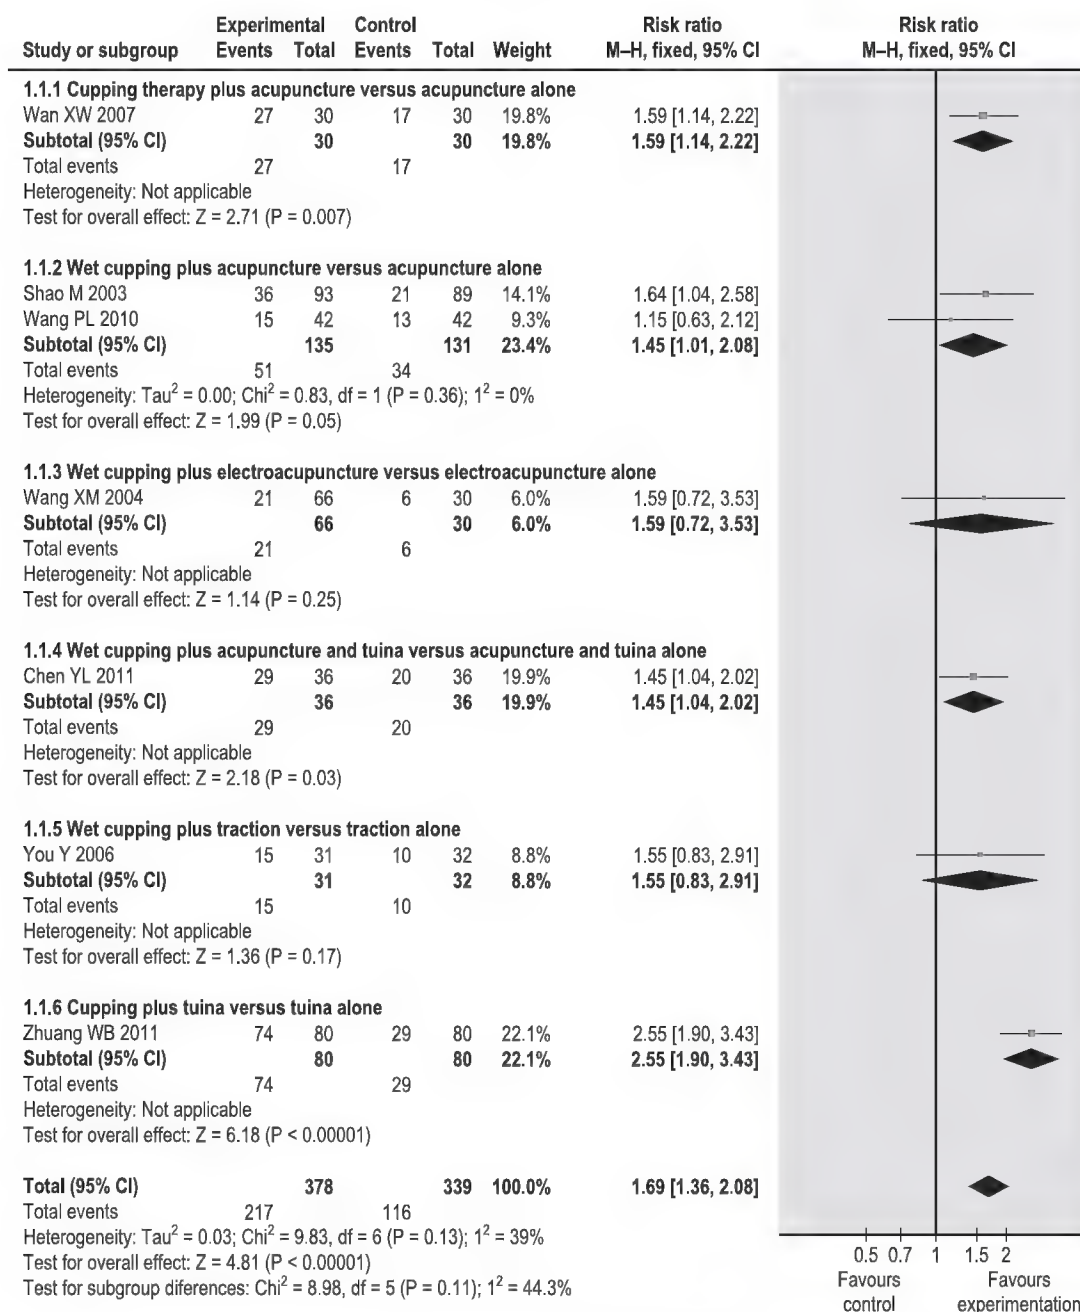 Experimental Control Risk ratio Risk ratio
Study or subgroup Events Total Events Total Weight M–H, fixed, 95% CI M–H, fixed, 95% CI
1.1.1 Cupping therapy plus acupuncture versus acupuncture alone
Wan XW 2007 27 30 17 30 19.8% 1.59 [1.14, 2.22]
Subtotal (95% CI) 30 30 19.8% 1.59 [1.14, 2.22]
Total events 27 17
Heterogeneity: Not applicable
Test for overall effect: Z = 2.71 (P = 0.007)
1.1.2 Wet cupping plus acupuncture versus acupuncture alone
Shao M 2003 36 93 21 89 14.1% 1.64 [1.04, 2.58]
Wang PL 2010 15 42 13 42 9.3% 1.15 [0.63, 2.12]
Subtotal (95% CI) 135 131 23.4% 1.45 [1.01, 2.08]
Total events 51 34
Heterogeneity: Tau² = 0.00; Chi² = 0.83, df = 1 (P = 0.36); 1² = 0%
Test for overall effect: Z = 1.99 (P = 0.05)
1.1.3 Wet cupping plus electroacupuncture versus electroacupuncture alone
Wang XM 2004 21 66 6 30 6.0% 1.59 [0.72, 3.53]
Subtotal (95% CI) 66 30 6.0% 1.59 [0.72, 3.53]
Total events 21 6
Heterogeneity: Not applicable
Test for overall effect: Z = 1.14 (P = 0.25)
1.1.4 Wet cupping plus acupuncture and tuina versus acupuncture and tuina alone
Chen YL 2011 29 36 20 36 19.9% 1.45 [1.04, 2.02]
Subtotal (95% CI) 36 36 19.9% 1.45 [1.04, 2.02]
Total events 29 20
Heterogeneity: Not applicable
Test for overall effect: Z = 2.18 (P = 0.03)
1.1.5 Wet cupping plus traction versus traction alone
You Y 2006 15 31 10 32 8.8% 1.55 [0.83, 2.91]
Subtotal (95% CI) 31 32 8.8% 1.55 [0.83, 2.91]
Total events 15 10
Heterogeneity: Not applicable
Test for overall effect: Z = 1.36 (P = 0.17)
1.1.6 Cupping plus tuina versus tuina alone
Zhuang WB 2011 74 80 29 80 22.1% 2.55 [1.90, 3.43]
Subtotal (95% CI) 80 80 22.1% 2.55 [1.90, 3.43]
Total events 74 29
Heterogeneity: Not applicable
Test for overall effect: Z = 6.18 (P < 0.00001)
Total (95% CI) 378 339 100.0% 1.69 [1.36, 2.08]
Total events 217 116
Heterogeneity: Tau² = 0.03; Chi² = 9.83, df = 6 (P = 0.13); 1² = 39%
Test for overall effect: Z = 4.81 (P < 0.00001)
Test for subgroup diferences: Chi² = 8.98, df = 5 (P = 0.11); 1² = 44.3%
0.5 0.7 1 1.5 2
Favours Favours
control experimentation